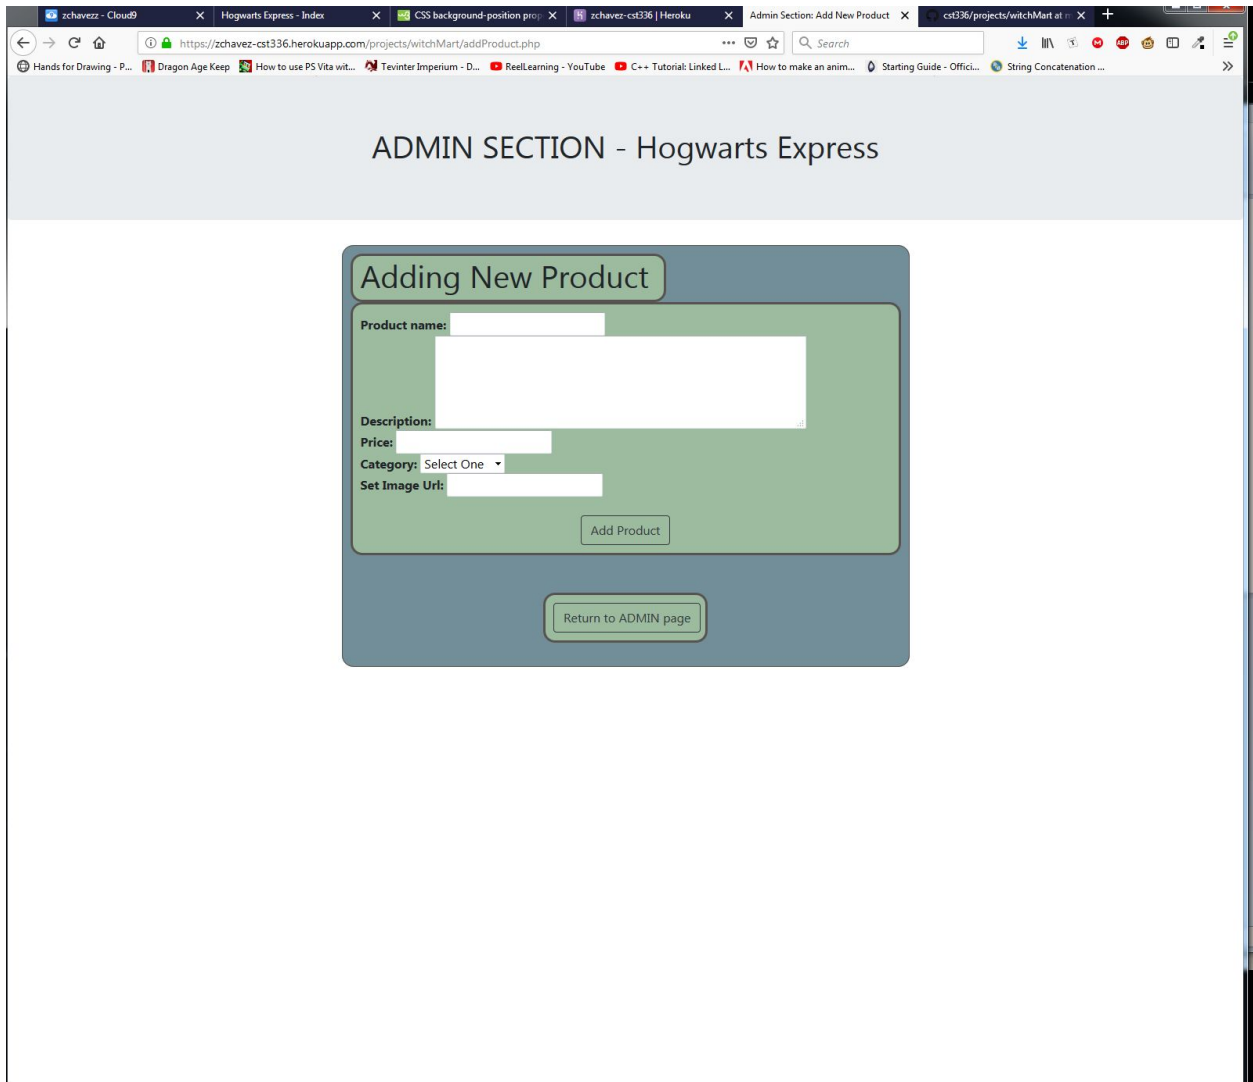 zchavezz - Cloud9
Hogwarts Express - Index
CSS background-position prop
zchavez-cst336 | Heroku
Admin Section: Add New Product
cst336/projects/witchMart at m
https://zchavez-cst336.herokuapp.com/projects/witchMart/addProduct.php
Search
Hands for Drawing - P...
Dragon Age Keep
How to use PS Vita wit...
Tevinter Imperium - D...
ReelLearning - YouTube
C++ Tutorial: Linked L...
How to make an anim...
Starting Guide - Offici...
String Concatenation ...
ADMIN SECTION - Hogwarts Express
Adding New Product
Product name:
Description:
Price:
Category: Select One
Set Image Url:
Add Product
Return to ADMIN page